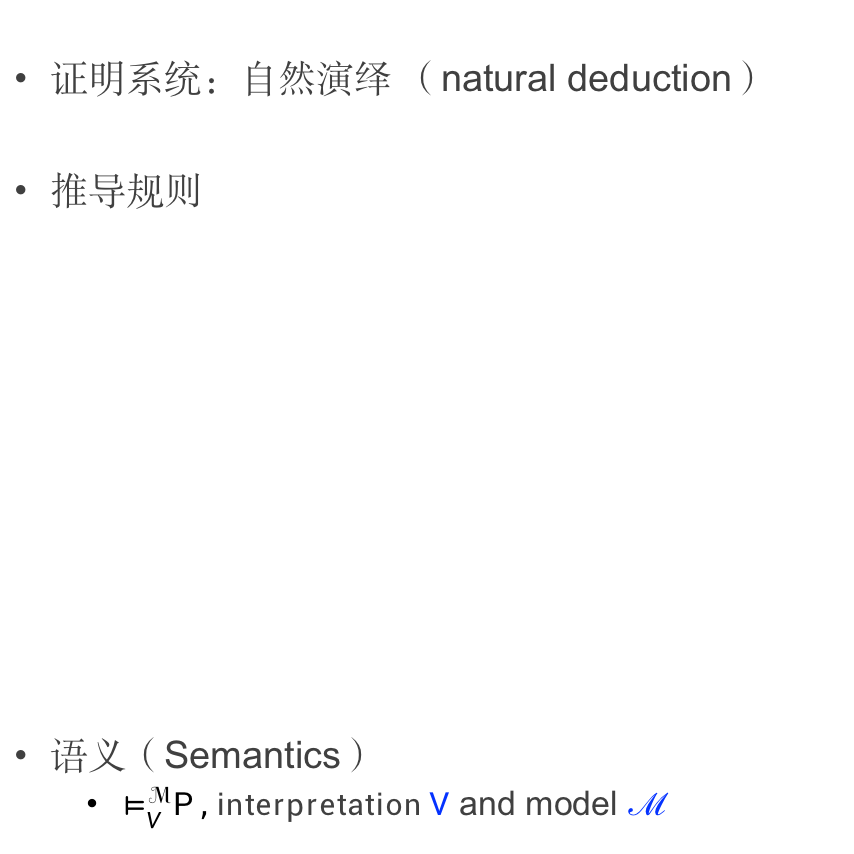 • 证明系统：自然演绎（natural deduction）
• 推导规则
• 语义（Semantics）
• ⊨ᵥℳP , interpretation V and model ℳ